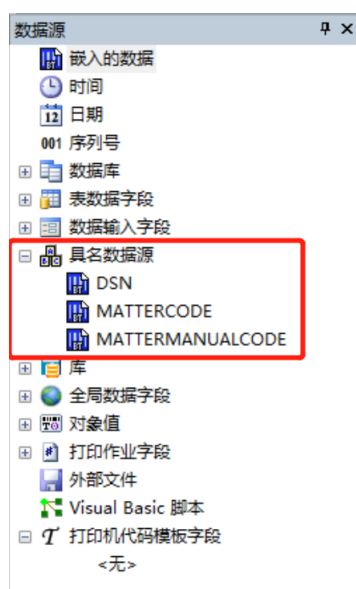 数据源
嵌入的数据
时间
12 日期
001 序列号
数据库
表数据字段
数据输入字段
具名数据源
DSN
MATTERCODE
MATTERMANUALCODE
库
全局数据字段
对象值
打印作业字段
外部文件
Visual Basic 脚本
T 打印机代码模板字段
<无>